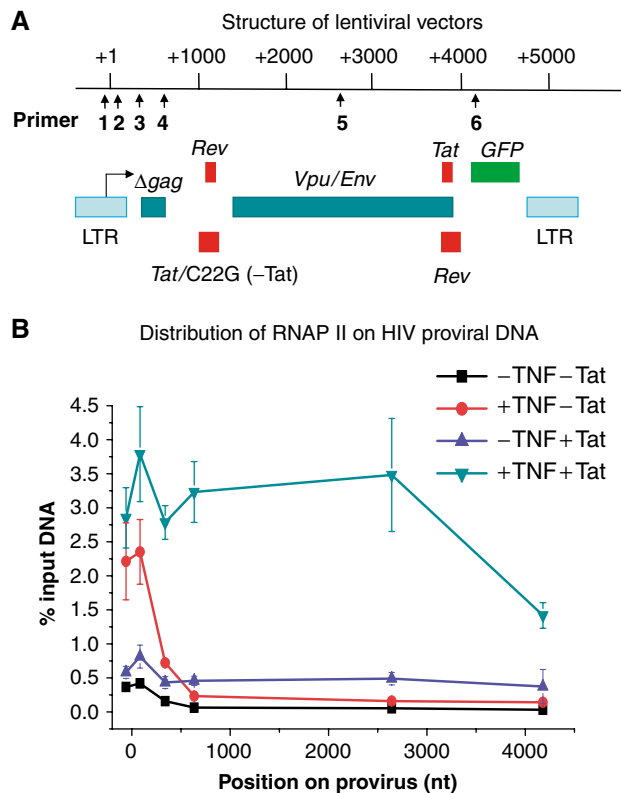 A
Structure of lentiviral vectors
+1 +1000 +2000 +3000 +4000 +5000
Primer 1 2 3 4 5 6
Rev Tat GFP
Δgag Vpu/Env
LTR LTR
Tat/C22G (−Tat) Rev
B
Distribution of RNAP II on HIV proviral DNA
−TNF−Tat
+TNF−Tat
−TNF+Tat
+TNF+Tat
4.5
4.0
3.5
3.0
2.5
2.0
1.5
1.0
0.5
0.0
% input DNA
0 1000 2000 3000 4000
Position on provirus (nt)